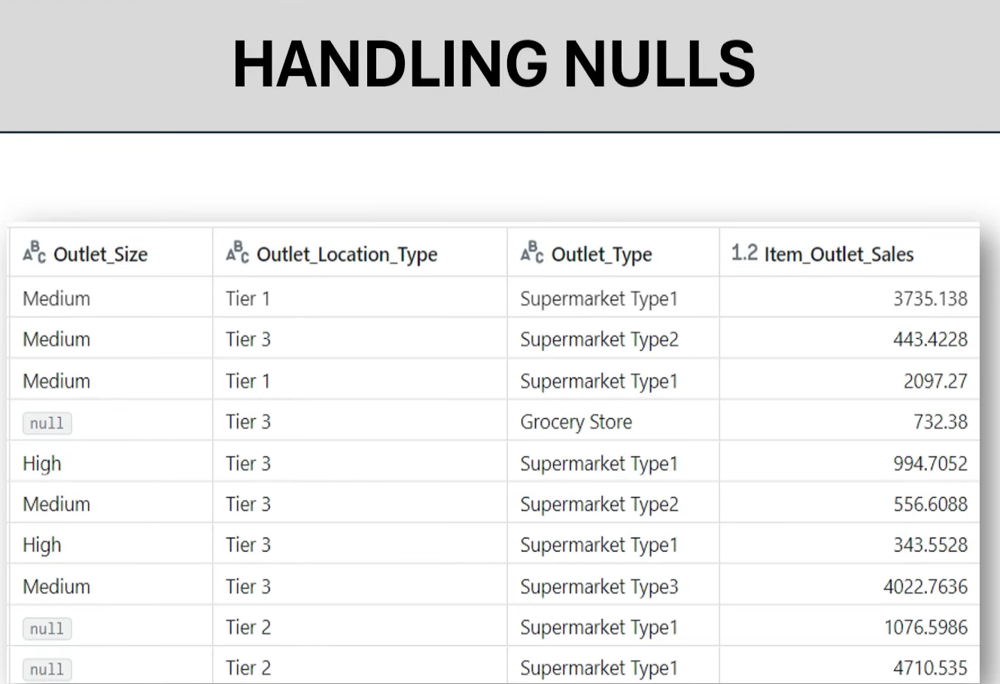 HANDLING NULLS
ABC Outlet_Size ABC Outlet_Location_Type ABC Outlet_Type 1.2 Item_Outlet_Sales
Medium Tier 1 Supermarket Type1 3735.138
Medium Tier 3 Supermarket Type2 443.4228
Medium Tier 1 Supermarket Type1 2097.27
null Tier 3 Grocery Store 732.38
High Tier 3 Supermarket Type1 994.7052
Medium Tier 3 Supermarket Type2 556.6088
High Tier 3 Supermarket Type1 343.5528
Medium Tier 3 Supermarket Type3 4022.7636
null Tier 2 Supermarket Type1 1076.5986
null Tier 2 Supermarket Type1 4710.535